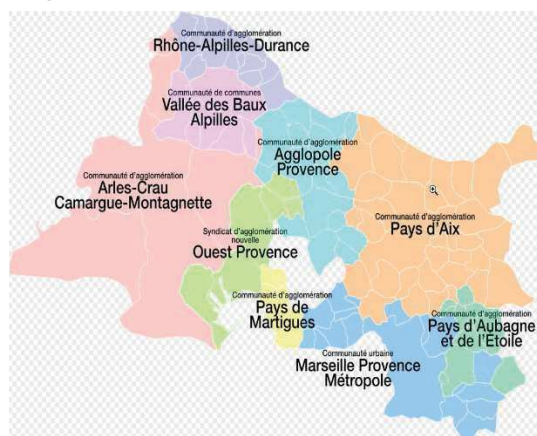 Communauté d'agglomération
Rhône-Alpilles-Durance
Communauté de communes
Vallée des Baux
Alpilles
Communauté d'agglomération
Agglopole
Provence
Communauté d'agglomération
Arles-Crau
Camargue-Montagnette
Communauté d'agglomération
Pays d'Aix
Syndicat d'agglomération
nouvelle
Ouest Provence
Communauté d'agglomération
Pays de
Martigues
Communauté d'agglomération
Pays d'Aubagne
et de l'Etoile
Communauté urbaine
Marseille Provence
Métropole